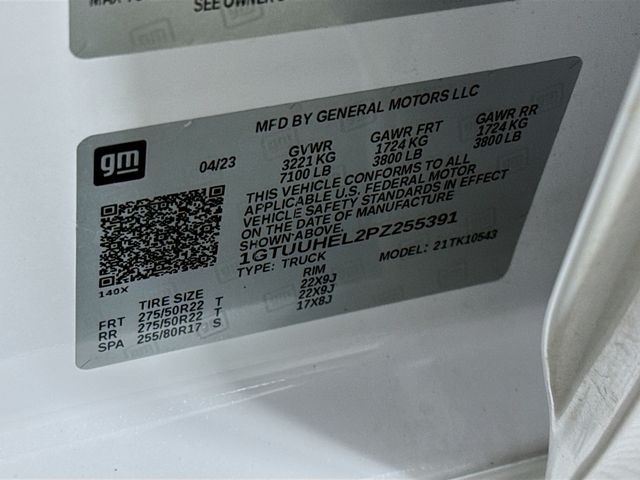 SEE OWNER'S
gm
MFD BY GENERAL MOTORS LLC
04/23
GVWR GAWR FRT GAWR RR
3221 KG 1724 KG 1724 KG
7100 LB 3800 LB 3800 LB
THIS VEHICLE CONFORMS TO ALL
APPLICABLE U.S. FEDERAL MOTOR
VEHICLE SAFETY STANDARDS IN EFFECT
ON THE DATE OF MANUFACTURE
SHOWN ABOVE.
1GTUUHEL2PZ255391
TYPE: TRUCK MODEL: 21TK10543
140X
TIRE SIZE RIM
FRT 275/50R22 T 22X9J
RR 275/50R22 T 22X9J
SPA 255/80R17 S 17X8J